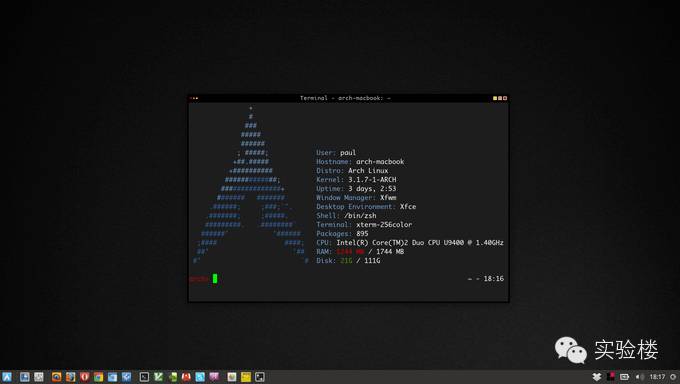 Terminal - arch-macbook: ~
User: paul
Hostname: arch-macbook
Distro: Arch Linux
Kernel: 3.1.7-1-ARCH
Uptime: 3 days, 2:53
Window Manager: Xfwm
Desktop Environment: Xfce
Shell: /bin/zsh
Terminal: xterm-256color
Packages: 895
CPU: Intel(R) Core(TM)2 Duo CPU U9400 @ 1.40GHz
RAM: 1244 MB / 1744 MB
Disk: 21G / 111G
arch~ ~ - 18:16
实验楼
18:17